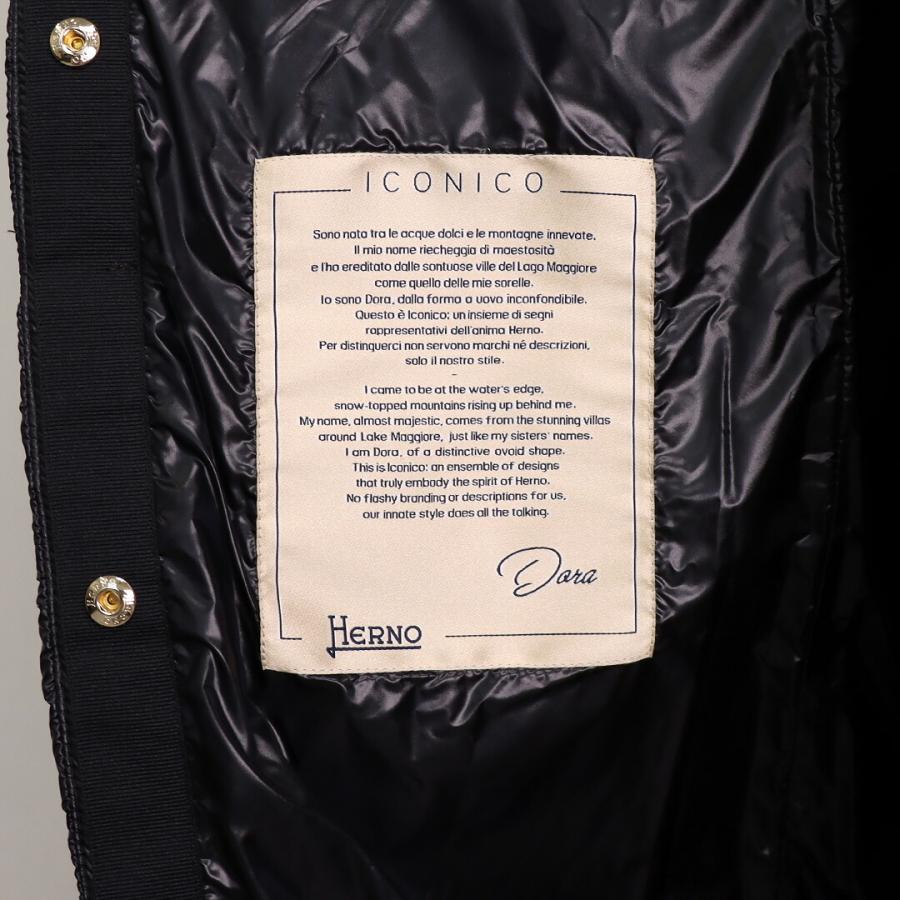 ICONICO
Sono nata tra le acque dolci e le montagne innevate.
Il mio nome riecheggia di maestosità
e l'ho ereditato dalle sontuose ville del Lago Maggiore
come quello delle mie sorelle.
Io sono Dora, dalla forma a uovo inconfondibile.
Questo è Iconico: un insieme di segni
rappresentativi dell'anima Herno.
Per distinguerci non servono marchi né descrizioni,
solo il nostro stile.
-
I came to be at the water's edge,
snow-topped mountains rising up behind me.
My name, almost majestic, comes from the stunning villas
around Lake Maggiore, just like my sisters' names.
I am Dora, of a distinctive ovoid shape.
This is Iconico: an ensemble of designs
that truly embody the spirit of Herno.
No flashy branding or descriptions for us,
our innate style does all the talking.
Dora
HERNO